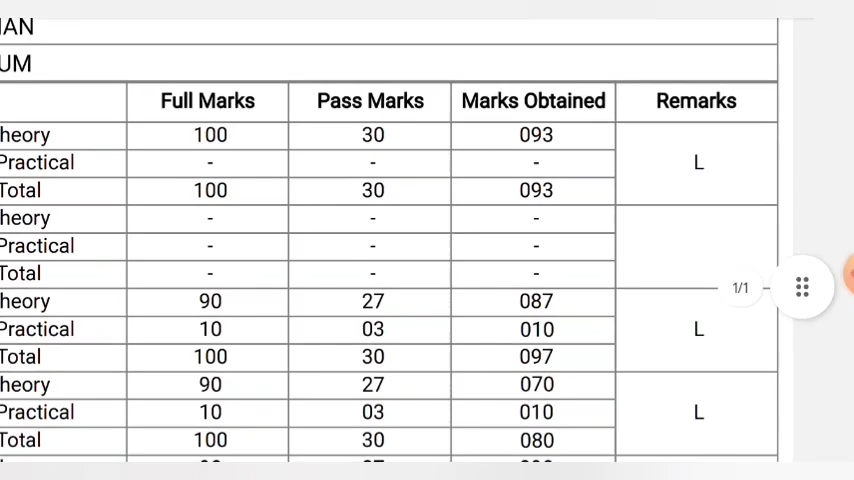 IAN
UM
Full Marks Pass Marks Marks Obtained Remarks
heory 100 30 093
Practical - - - L
Total 100 30 093
heory - - -
Practical - - -
Total - - -
1/1
heory 90 27 087
Practical 10 03 010 L
Total 100 30 097
heory 90 27 070
Practical 10 03 010 L
Total 100 30 080